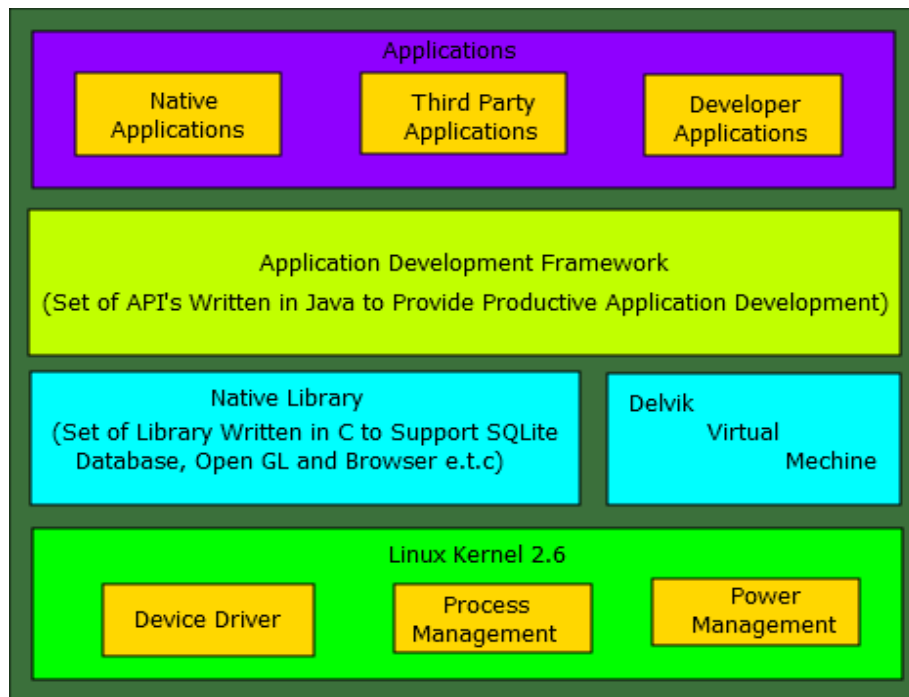 Applications
Native
Applications
Third Party
Applications
Developer
Applications
Application Development Framework
(Set of API's Written in Java to Provide Productive Application Development)
Native Library
(Set of Library Written in C to Support SQLite
Database, Open GL and Browser e.t.c)
Delvik
Virtual
Mechine
Linux Kernel 2.6
Device Driver
Process
Management
Power
Management